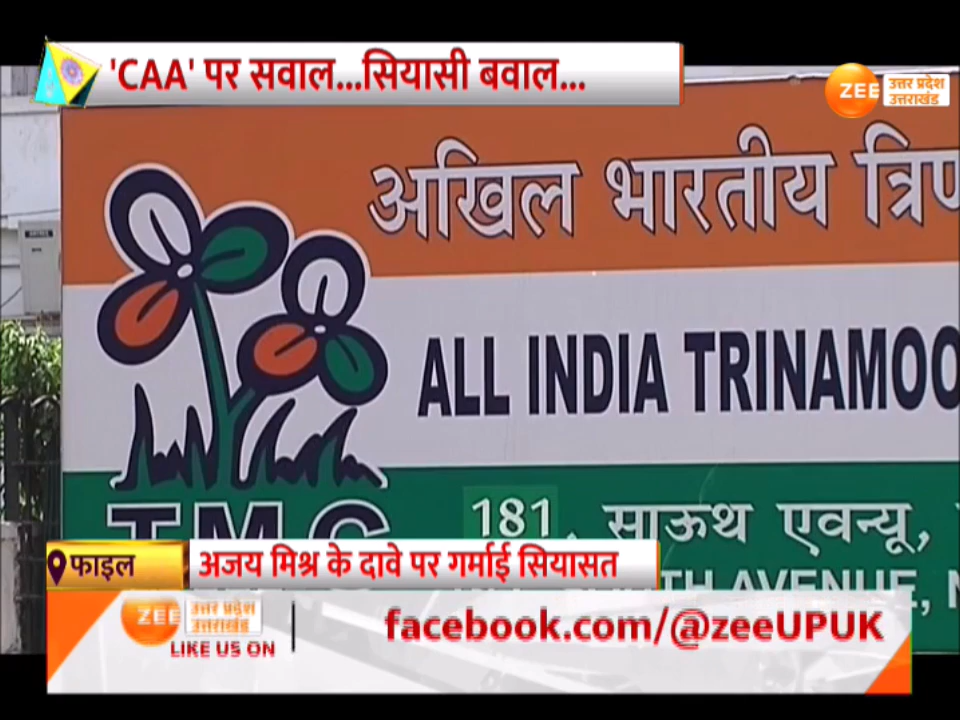 'CAA' पर सवाल...सियासी बवाल...
ZEE उत्तर प्रदेश
उत्तराखंड
अखिल भारतीय
ALL INDIA
TMC
181, साऊथ एवन्यू,
AVENUE,
फाइल
अजय मिश्र के दावे पर गर्माई सियासत
ZEE उत्तर प्रदेश
उत्तराखंड
LIKE US ON
facebook.com/@zeeUPUK